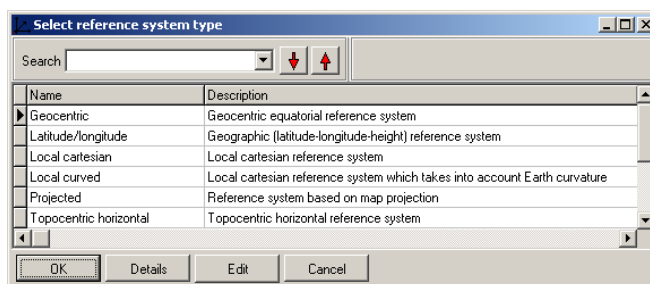 Select reference system type
Search
Name Description
Geocentric Geocentric equatorial reference system
Latitude/longitude Geographic (latitude-longitude-height) reference system
Local cartesian Local cartesian reference system
Local curved Local cartesian reference system which takes into account Earth curvature
Projected Reference system based on map projection
Topocentric horizontal Topocentric horizontal reference system
OK Details Edit Cancel